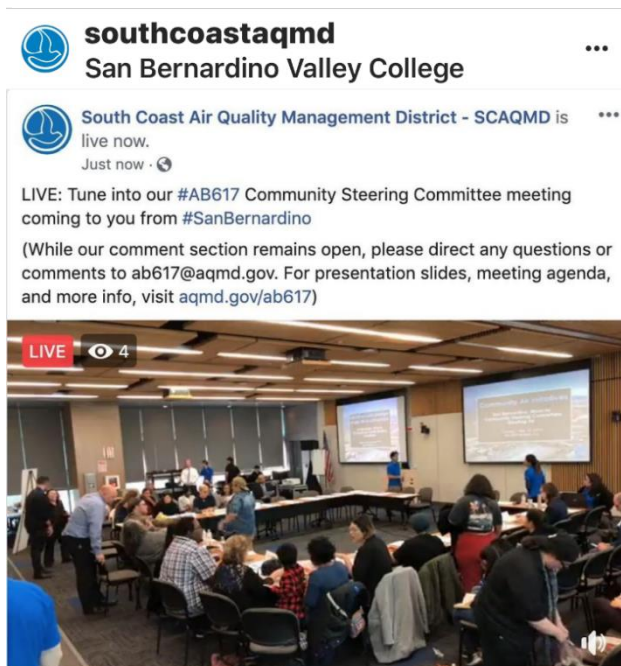 southcoastaqmd
San Bernardino Valley College
South Coast Air Quality Management District - SCAQMD is
live now.
Just now ·
LIVE: Tune into our #AB617 Community Steering Committee meeting
coming to you from #SanBernardino
(While our comment section remains open, please direct any questions or
comments to ab617@aqmd.gov. For presentation slides, meeting agenda,
and more info, visit aqmd.gov/ab617)
LIVE 4
Community Air Initiatives